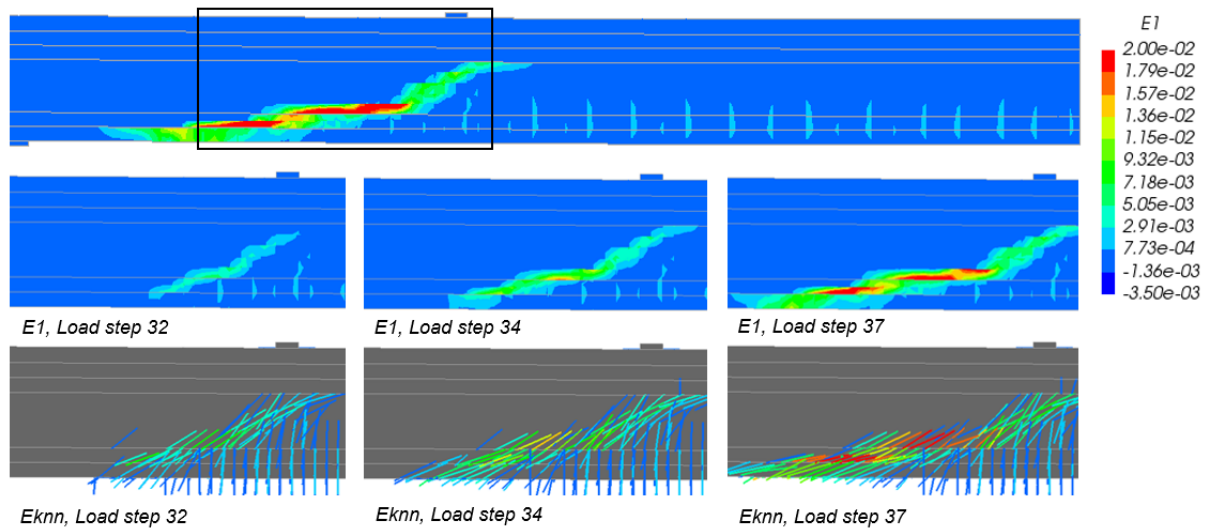 E1
2.00e-02
1.79e-02
1.57e-02
1.36e-02
1.15e-02
9.32e-03
7.18e-03
5.05e-03
2.91e-03
7.73e-04
-1.36e-03
-3.50e-03
E1, Load step 32
E1, Load step 34
E1, Load step 37
Eknn, Load step 32
Eknn, Load step 34
Eknn, Load step 37